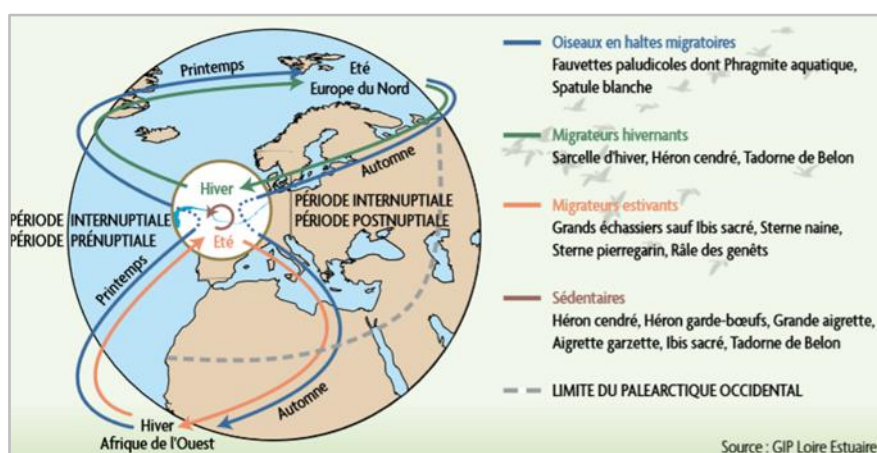 Printemps
Eté
Europe du Nord
Automne
Hiver
PÉRIODE INTERNUPTIALE
PÉRIODE PRÉNUPTIALE
PÉRIODE INTERNUPTIALE
PÉRIODE POSTNUPTIALE
Eté
Printemps
Automne
Hiver
Afrique de l'Ouest
Oiseaux en haltes migratoires
Fauvettes paludicoles dont Phragmite aquatique,
Spatule blanche
Migrateurs hivernants
Sarcelle d'hiver, Héron cendré, Tadorne de Belon
Migrateurs estivants
Grands échassiers sauf Ibis sacré, Sterne naine,
Sterne pierregarin, Râle des genêts
Sédentaires
Héron cendré, Héron garde-bœufs, Grande aigrette,
Aigrette garzette, Ibis sacré, Tadorne de Belon
LIMITE DU PALEARCTIQUE OCCIDENTAL
Source : GIP Loire Estuaire